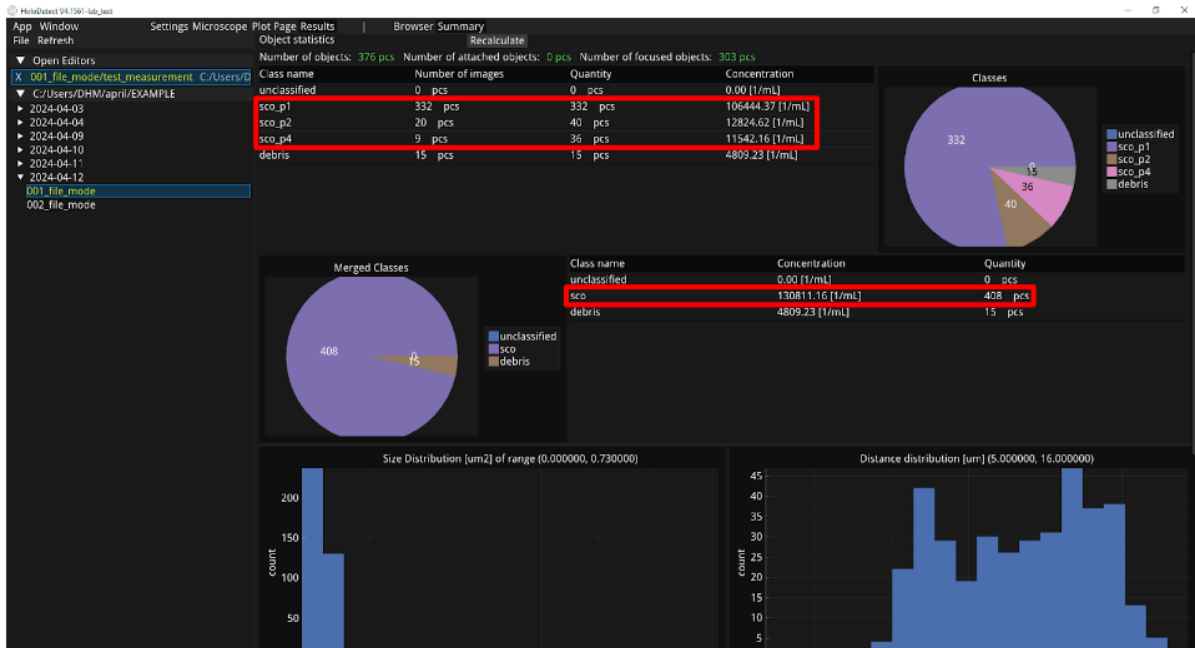 HoloDetect V4.1561-lab_test
App Window Settings Microscope Plot Page Results | Browser Summary
File Refresh
Open Editors
X 001_file_mode/test_measurement C:/Users/D
C:/Users/DHM/april/EXAMPLE
2024-04-03
2024-04-04
2024-04-09
2024-04-10
2024-04-11
2024-04-12
001_file_mode
002_file_mode
Object statistics Recalculate
Number of objects: 376 pcs Number of attached objects: 0 pcs Number of focused objects: 303 pcs
Class name Number of images Quantity Concentration
unclassified 0 pcs 0 pcs 0.00 [1/mL]
sco_p1 332 pcs 332 pcs 106444.37 [1/mL]
sco_p2 20 pcs 40 pcs 12824.62 [1/mL]
sco_p4 9 pcs 36 pcs 11542.16 [1/mL]
debris 15 pcs 15 pcs 4809.23 [1/mL]
Classes
332
0
15
36
40
unclassified
sco_p1
sco_p2
sco_p4
debris
Merged Classes
408
0
15
unclassified
sco
debris
Class name Concentration Quantity
unclassified 0.00 [1/mL] 0 pcs
sco 130811.16 [1/mL] 408 pcs
debris 4809.23 [1/mL] 15 pcs
Size Distribution [um2] of range (0.000000, 0.730000)
count
200
150
100
50
Distance distribution [um] (5.000000, 16.000000)
count
45
40
35
30
25
20
15
10
5